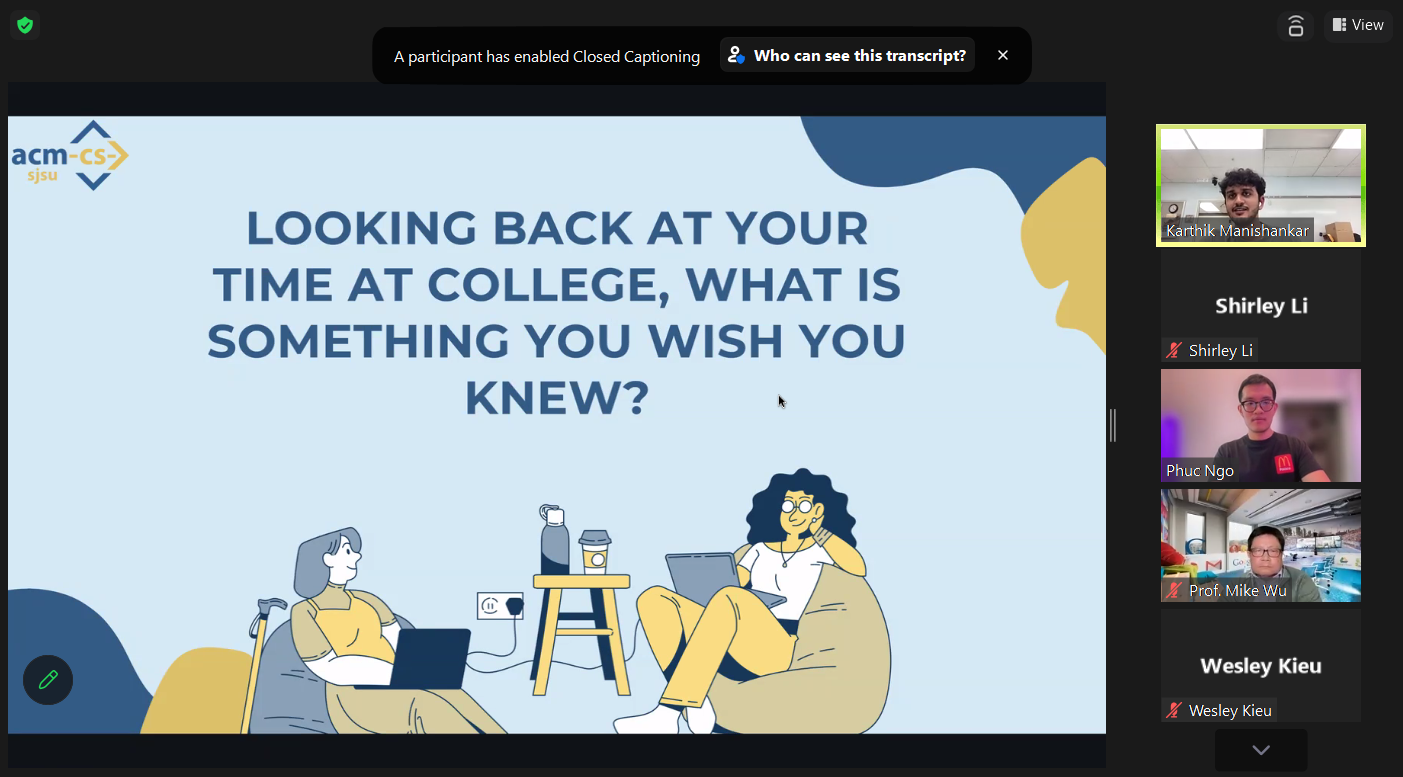 A participant has enabled Closed Captioning
Who can see this transcript?
View
acm-cs->
sjsu
LOOKING BACK AT YOUR
TIME AT COLLEGE, WHAT IS
SOMETHING YOU WISH YOU
KNEW?
Karthik Manishankar
Shirley Li
Shirley Li
Phuc Ngo
Prof. Mike Wu
Wesley Kieu
Wesley Kieu